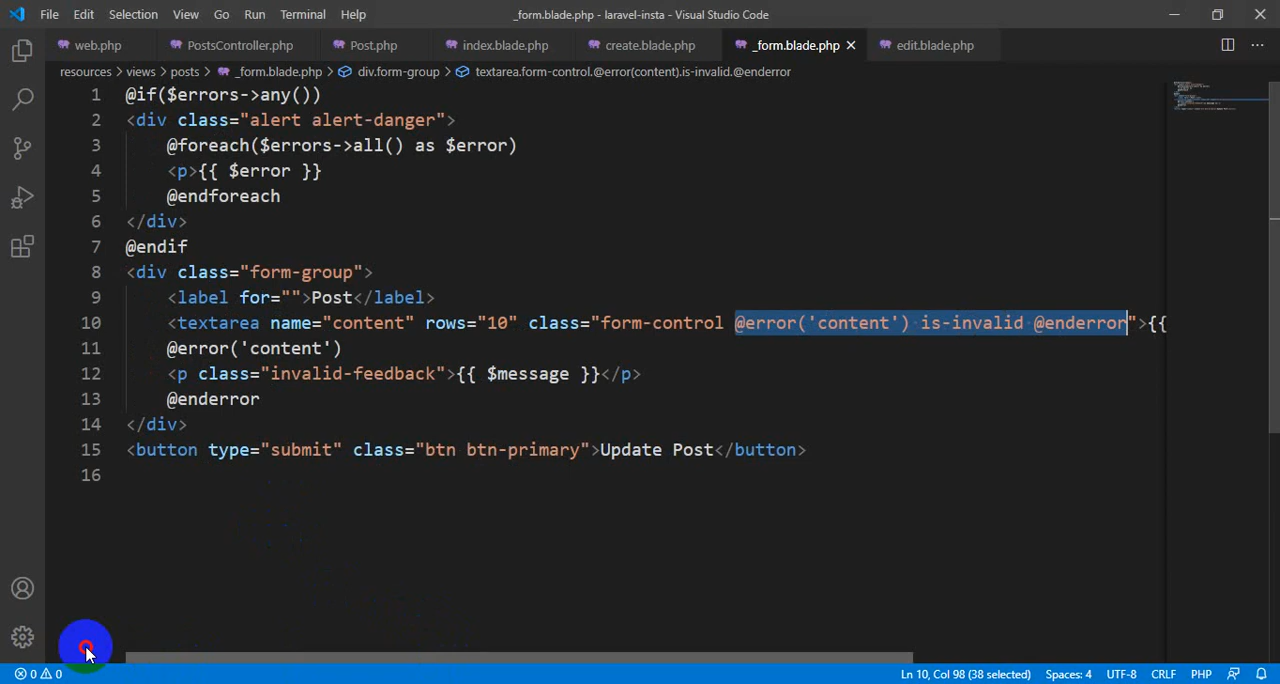 File Edit Selection View Go Run Terminal Help _form.blade.php - laravel-insta - Visual Studio Code
web.php PostsController.php Post.php index.blade.php create.blade.php _form.blade.php edit.blade.php
resources > views > posts > _form.blade.php > div.form-group > textarea.form-control.@error(content).is-invalid.@enderror
1 @if($errors->any())
2 <div class="alert alert-danger">
3 @foreach($errors->all() as $error)
4 <p>{{ $error }}
5 @endforeach
6 </div>
7 @endif
8 <div class="form-group">
9 <label for="">Post</label>
10 <textarea name="content" rows="10" class="form-control @error('content') is-invalid @enderror">{{
11 @error('content')
12 <p class="invalid-feedback">{{ $message }}</p>
13 @enderror
14 </div>
15 <button type="submit" class="btn btn-primary">Update Post</button>
16
0 0 Ln 10, Col 98 (38 selected) Spaces: 4 UTF-8 CRLF PHP